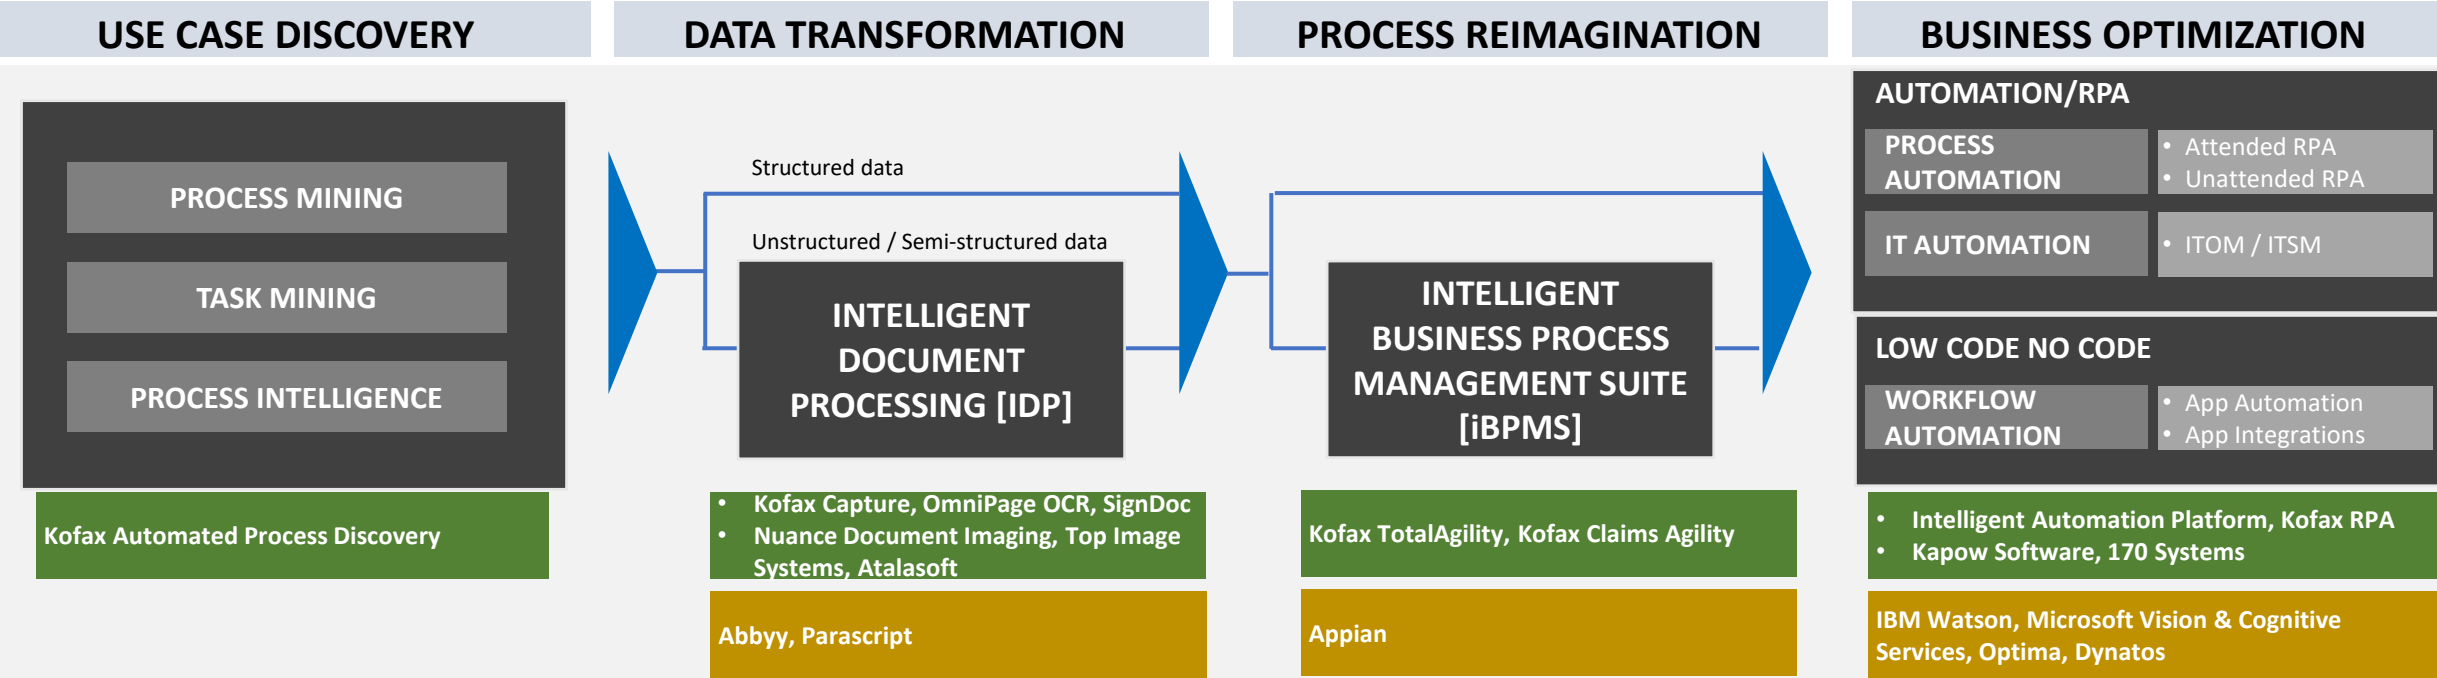 USE CASE DISCOVERY
DATA TRANSFORMATION
PROCESS REIMAGINATION
BUSINESS OPTIMIZATION
PROCESS MINING
TASK MINING
PROCESS INTELLIGENCE
Kofax Automated Process Discovery
Structured data
Unstructured / Semi-structured data
INTELLIGENT
DOCUMENT
PROCESSING [IDP]
• Kofax Capture, OmniPage OCR, SignDoc
• Nuance Document Imaging, Top Image
Systems, Atalasoft
Abbyy, Parascript
INTELLIGENT
BUSINESS PROCESS
MANAGEMENT SUITE
[iBPMS]
Kofax TotalAgility, Kofax Claims Agility
Appian
AUTOMATION/RPA
PROCESS
AUTOMATION
• Attended RPA
• Unattended RPA
IT AUTOMATION
• ITOM / ITSM
LOW CODE NO CODE
WORKFLOW
AUTOMATION
• App Automation
• App Integrations
• Intelligent Automation Platform, Kofax RPA
• Kapow Software, 170 Systems
IBM Watson, Microsoft Vision & Cognitive
Services, Optima, Dynatos